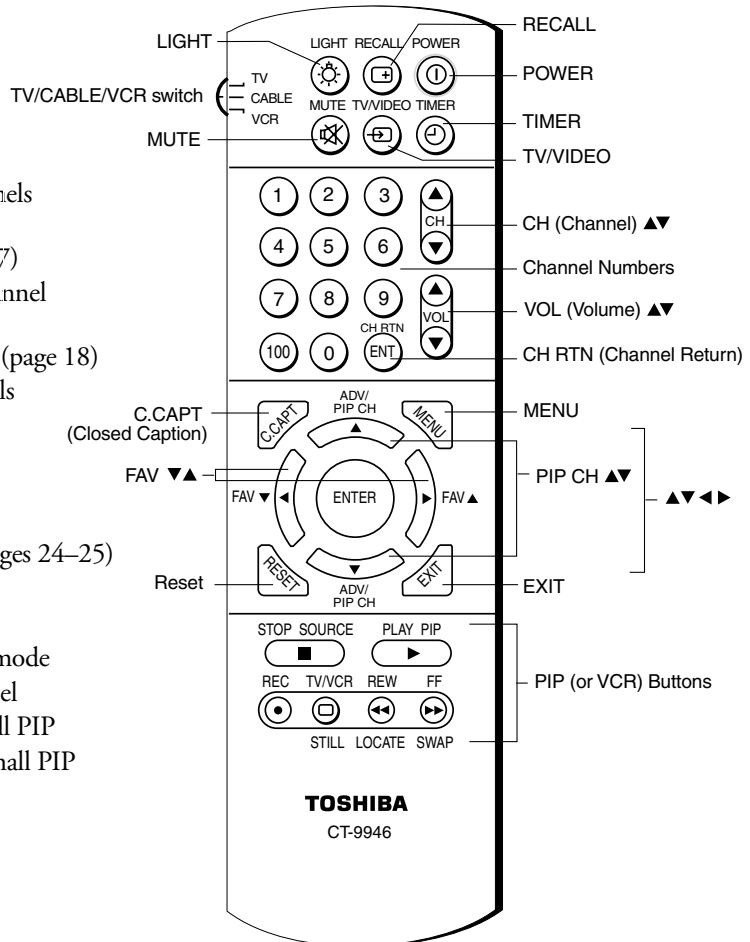 RECALL
LIGHT
LIGHT RECALL POWER
POWER
TV
TV/CABLE/VCR switch
CABLE
VCR
MUTE TV/VIDEO TIMER
TIMER
MUTE
TV/VIDEO
1 2 3
CH
CH (Channel) ▲▼
4 5 6
Channel Numbers
7 8 9
VOL
VOL (Volume) ▲▼
CH RTN
100 0 ENT
CH RTN (Channel Return)
7)
(page 18)
C.CAPT
(Closed Caption)
C.CAPT
ADV/
PIP CH
▲
MENU
MENU
FAV ▼▲
PIP CH ▲▼
▲▼◀▶
FAV ▼ ◀ ENTER ▶ FAV ▲
24–25)
Reset
RESET
▼
ADV/
PIP CH
EXIT
EXIT
STOP SOURCE PLAY PIP
mode
PIP (or VCR) Buttons
REC TV/VCR REW FF
PIP
PIP
STILL LOCATE SWAP
TOSHIBA
CT-9946